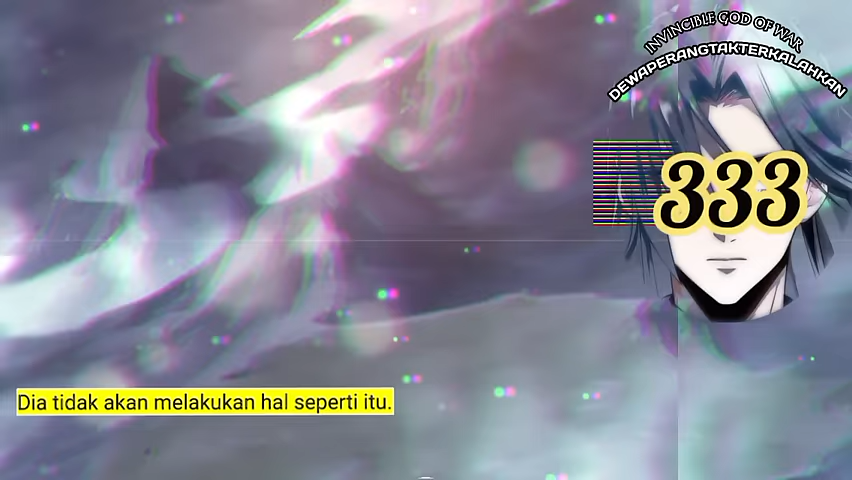 INVINCIBLE GOD OF WAR
DEWAPERANGTAKTERKALAHKAN
333
Dia tidak akan melakukan hal seperti itu.